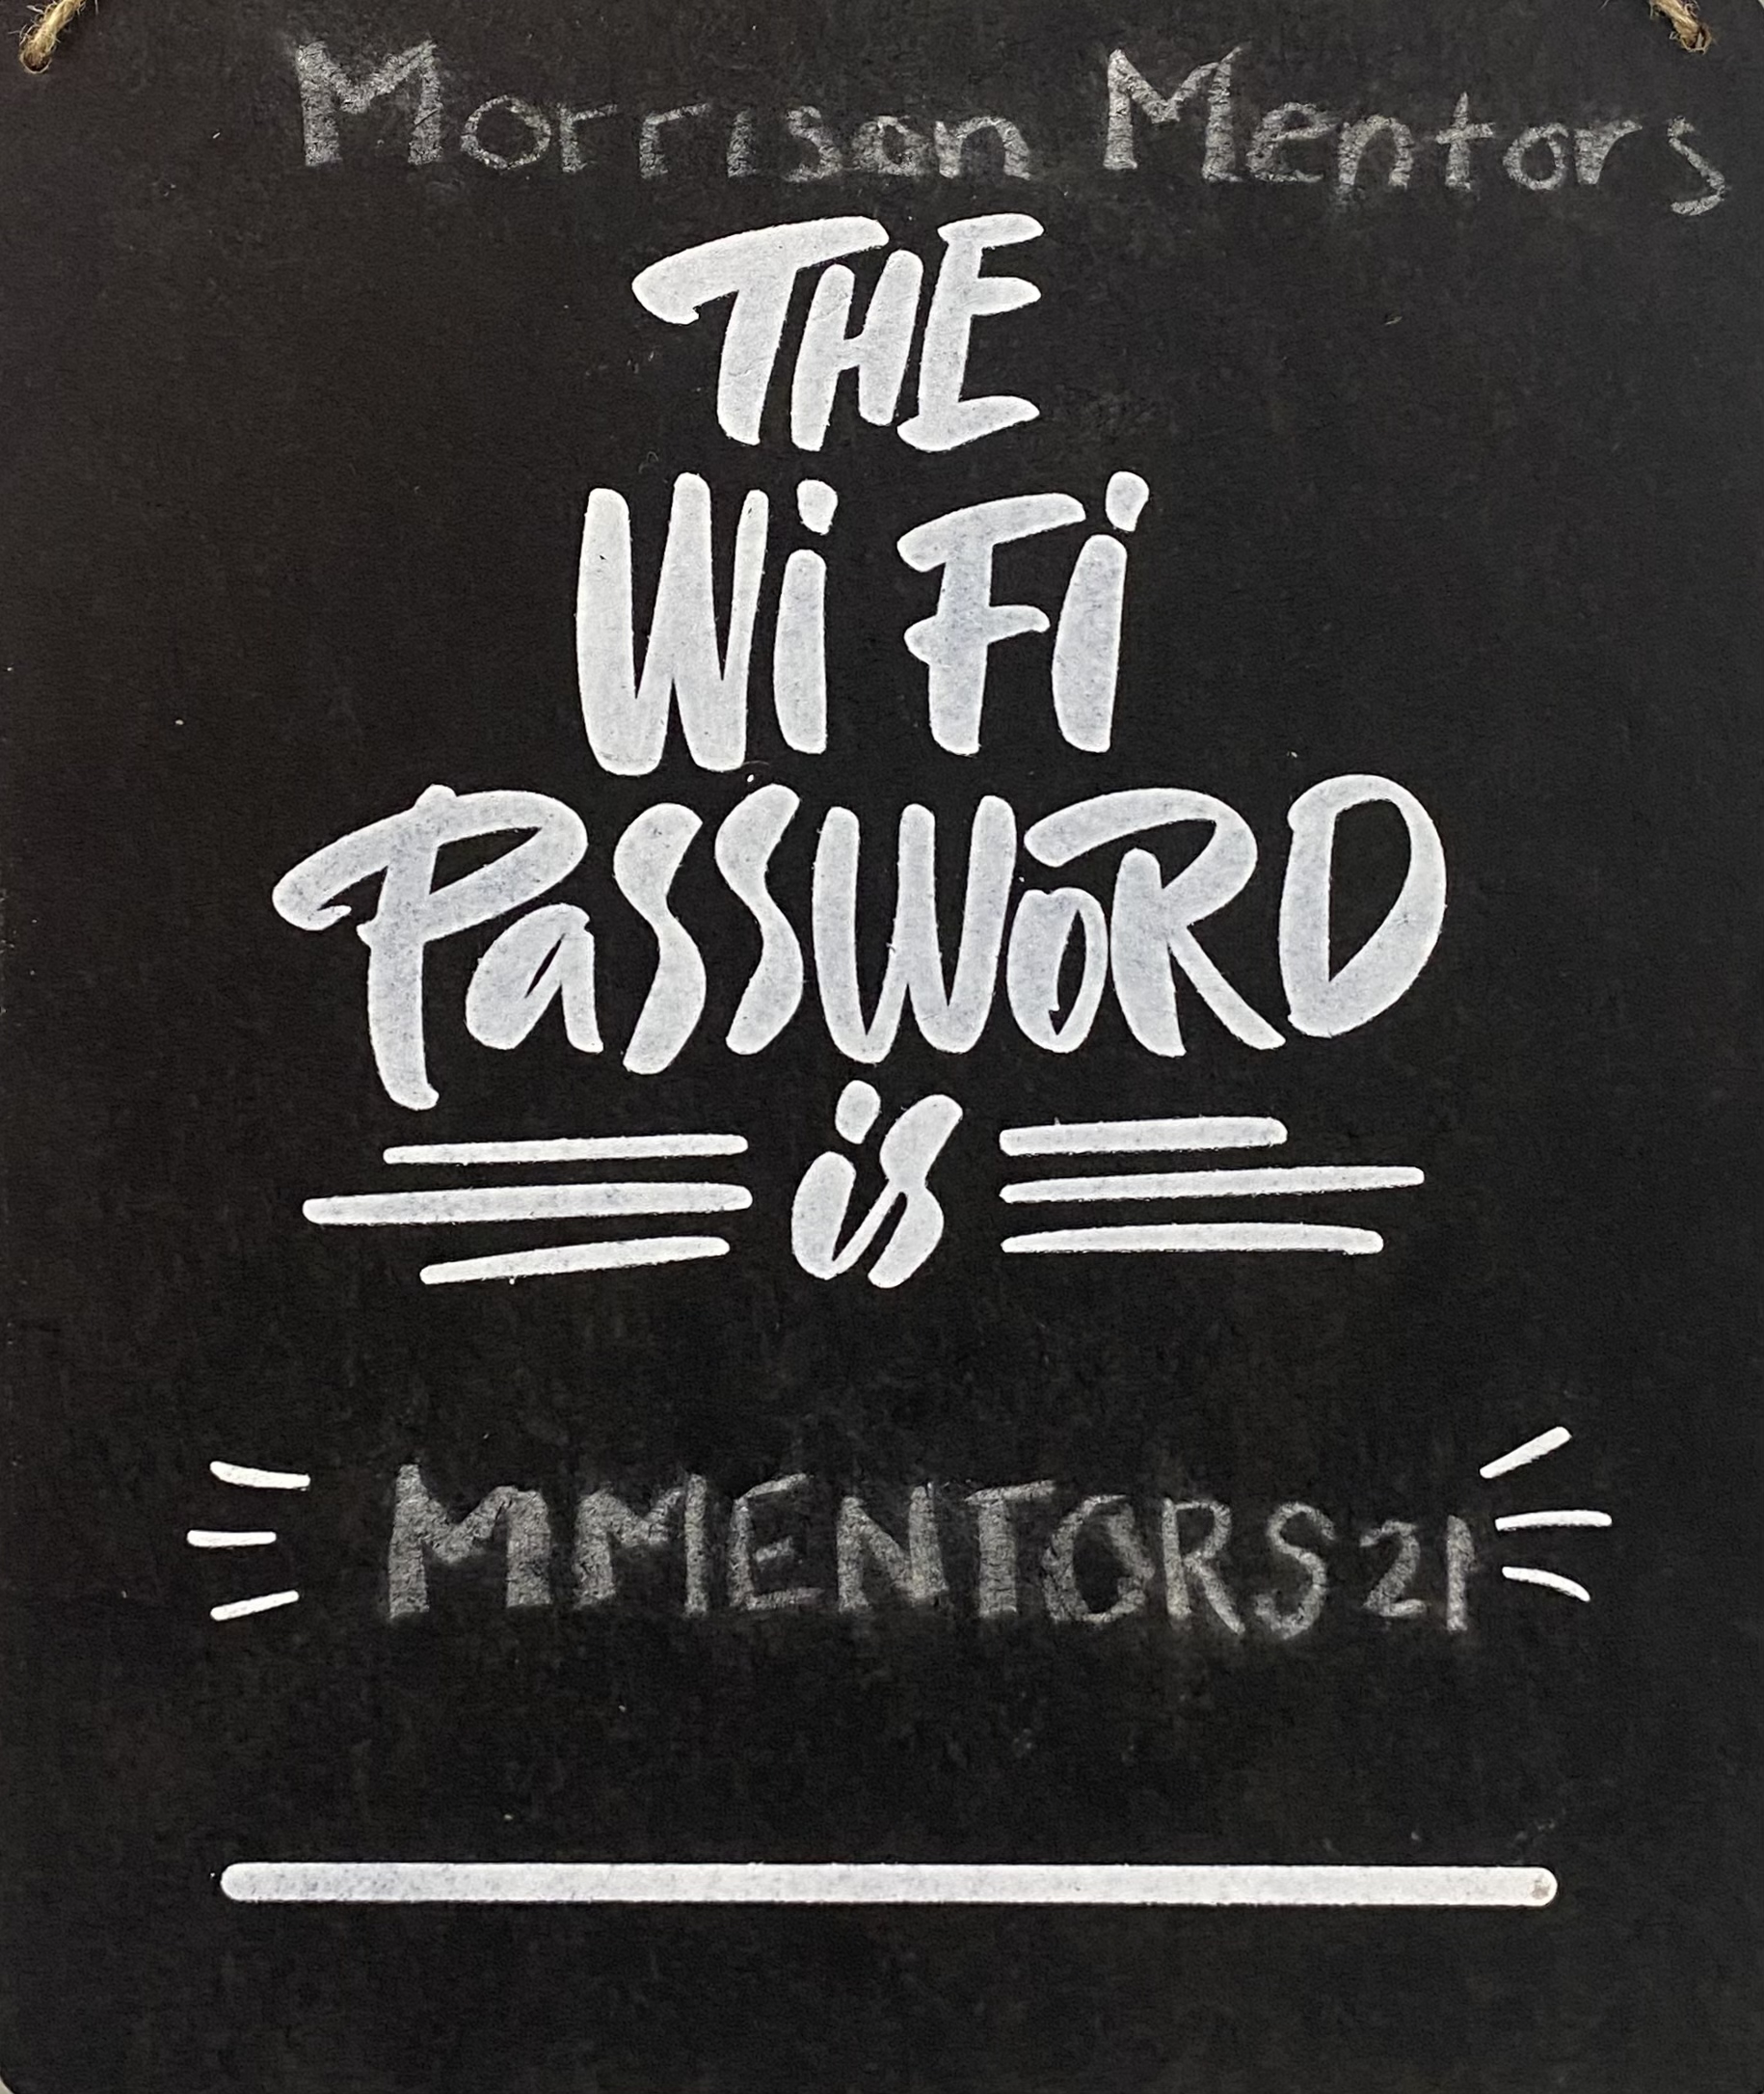 Morrison Mentors
THE
Wi Fi
PassWoRD
is
MMENTORS21